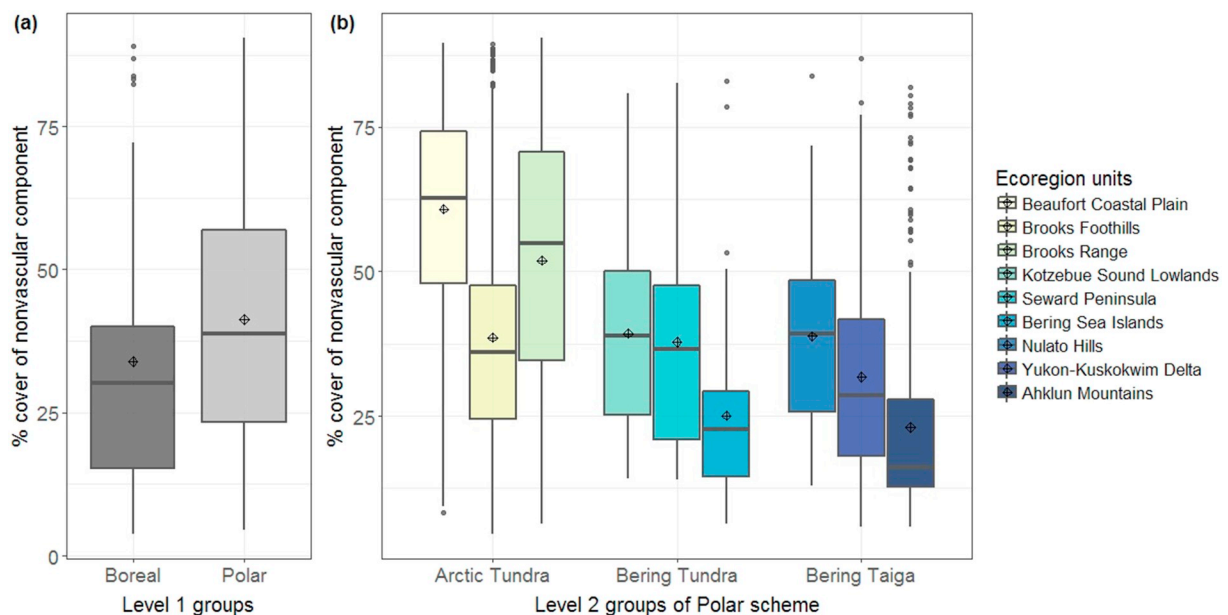 (a)
(b)
% cover of nonvascular component
75
50
25
0
Boreal
Polar
Level 1 groups
% cover of nonvascular component
75
50
25
Arctic Tundra
Bering Tundra
Bering Taiga
Level 2 groups of Polar scheme
Ecoregion units
Beaufort Coastal Plain
Brooks Foothills
Brooks Range
Kotzebue Sound Lowlands
Seward Peninsula
Bering Sea Islands
Nulato Hills
Yukon-Kuskokwim Delta
Ahklun Mountains